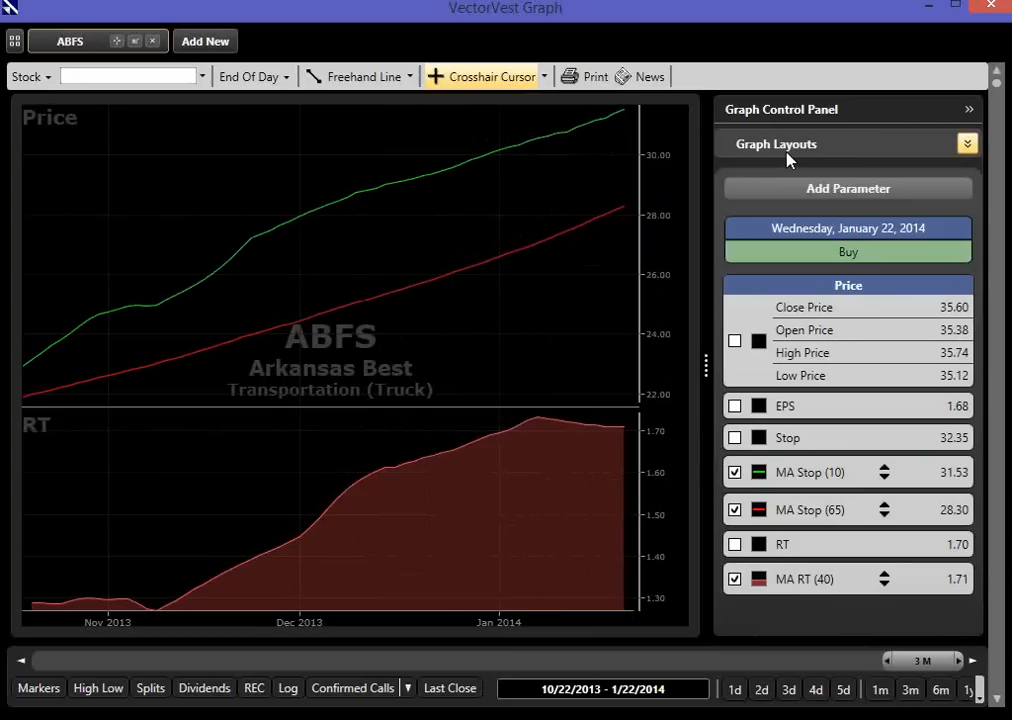 VectorVest Graph
ABFS
Add New
Stock
End Of Day
Freehand Line
Crosshair Cursor
Print
News
Price
30.00
28.00
26.00
24.00
22.00
ABFS
Arkansas Best
Transportation (Truck)
RT
1.70
1.60
1.50
1.40
1.30
Nov 2013
Dec 2013
Jan 2014
Graph Control Panel
Graph Layouts
Add Parameter
Wednesday, January 22, 2014
Buy
Price
Close Price 35.60
Open Price 35.38
High Price 35.74
Low Price 35.12
EPS 1.68
Stop 32.35
MA Stop (10) 31.53
MA Stop (65) 28.30
RT 1.70
MA RT (40) 1.71
3 M
Markers
High Low
Splits
Dividends
REC
Log
Confirmed Calls
Last Close
10/22/2013 - 1/22/2014
1d
2d
3d
4d
5d
1m
3m
6m